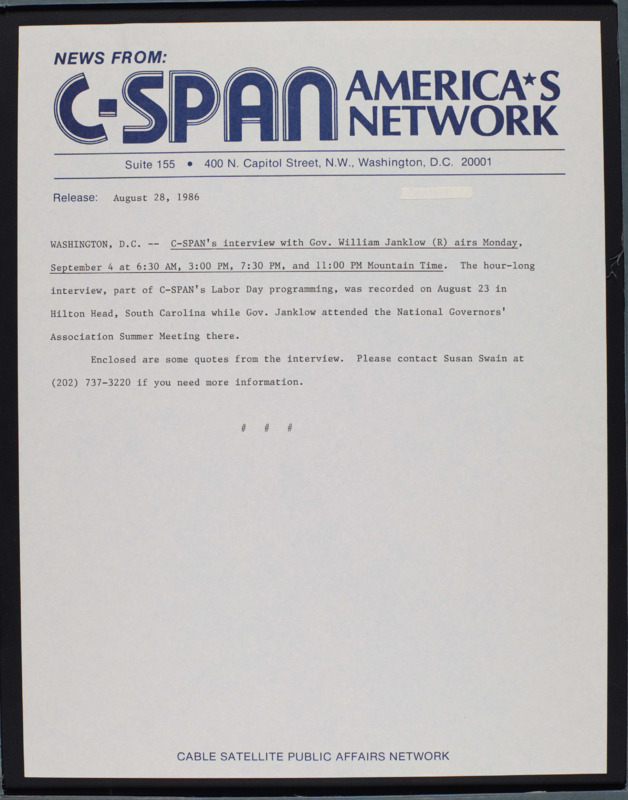 NEWS FROM:
C-SPAN AMERICA★S NETWORK
Suite 155 • 400 N. Capitol Street, N.W., Washington, D.C. 20001
Release: August 28, 1986
WASHINGTON, D.C. -- C-SPAN's interview with Gov. William Janklow (R) airs Monday,
September 4 at 6:30 AM, 3:00 PM, 7:30 PM, and 11:00 PM Mountain Time. The hour-long
interview, part of C-SPAN's Labor Day programming, was recorded on August 23 in
Hilton Head, South Carolina while Gov. Janklow attended the National Governors'
Association Summer Meeting there.
Enclosed are some quotes from the interview. Please contact Susan Swain at
(202) 737-3220 if you need more information.
# # #
CABLE SATELLITE PUBLIC AFFAIRS NETWORK